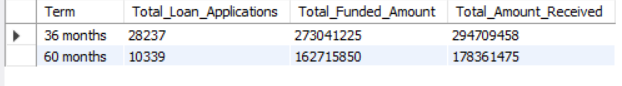 Term Total_Loan_Applications Total_Funded_Amount Total_Amount_Received
36 months 28237 273041225 294709458
60 months 10339 162715850 178361475